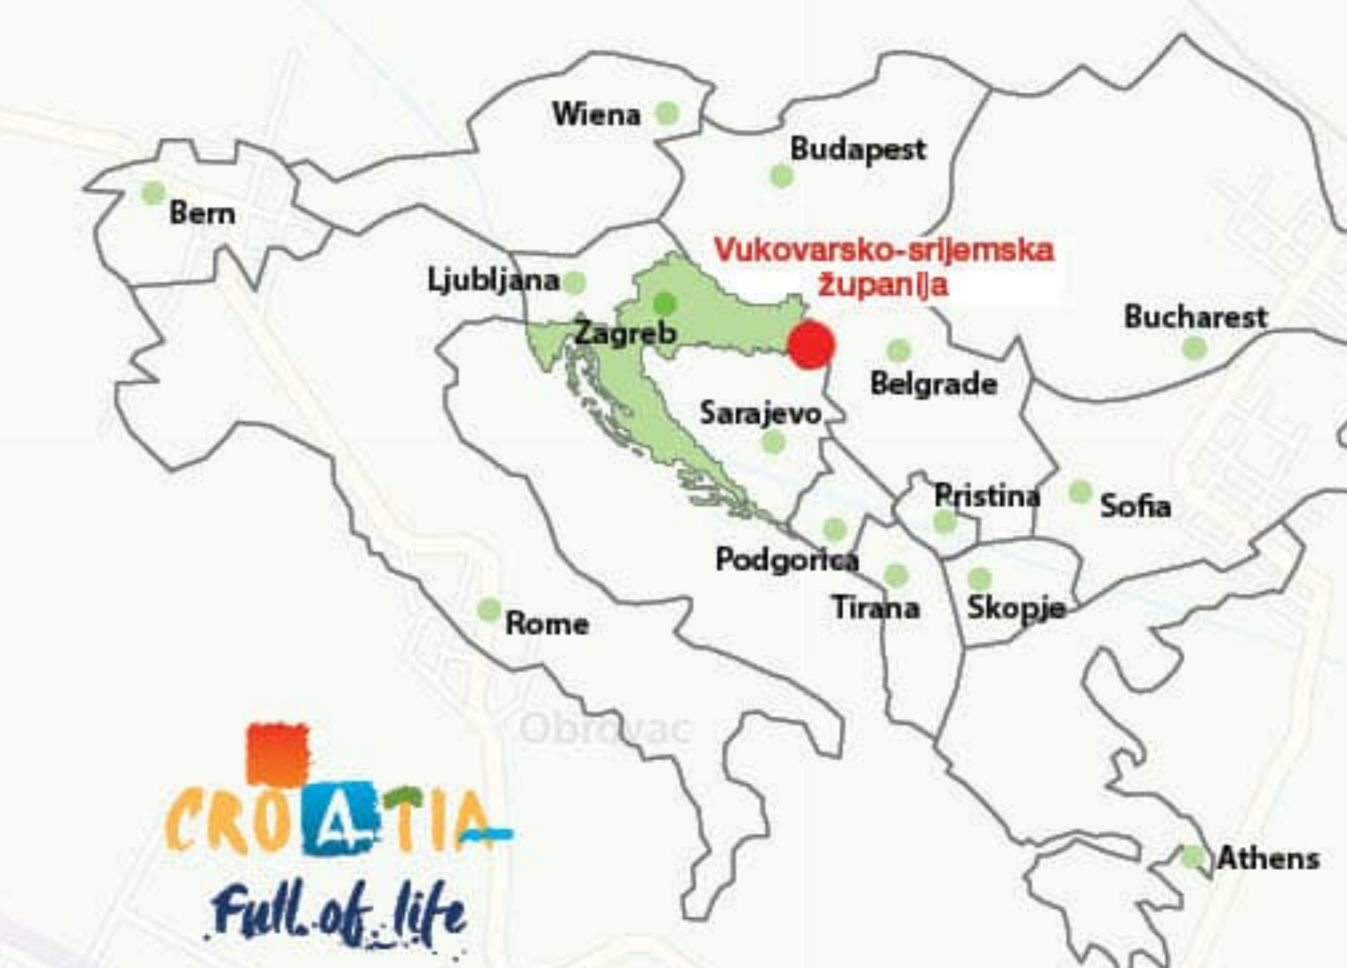 Wiena
Budapest
Bern
Vukovarsko-srijemska
županija
Ljubljana
Zagreb
Bucharest
Belgrade
Sarajevo
Pristina
Sofia
Podgorica
Tirana
Skopje
Rome
Obrovac
CROATIA
Full of life
Athens